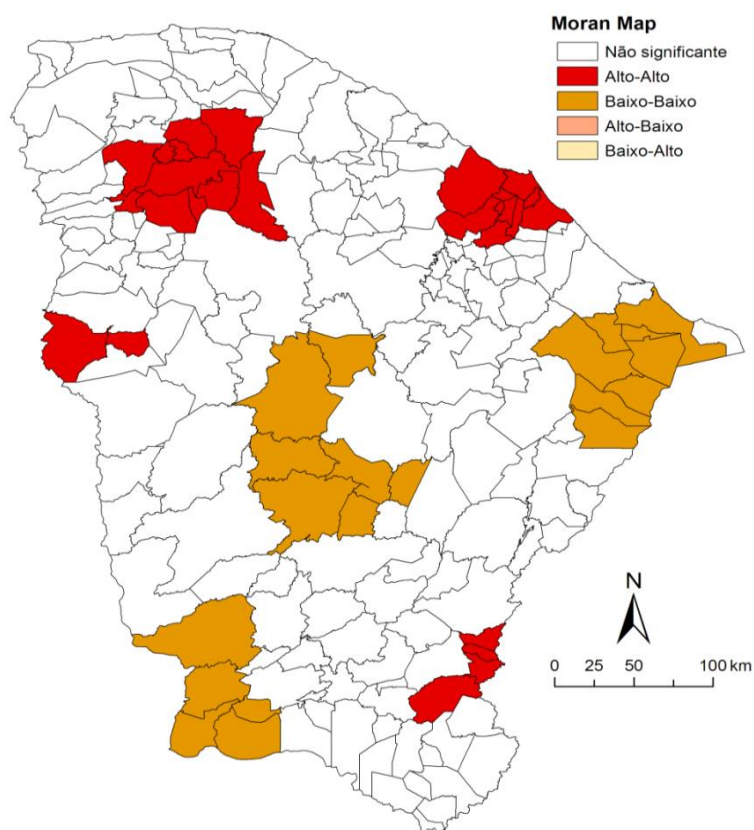 Moran Map
Não significante
Alto-Alto
Baixo-Baixo
Alto-Baixo
Baixo-Alto
N
0 25 50 100 km